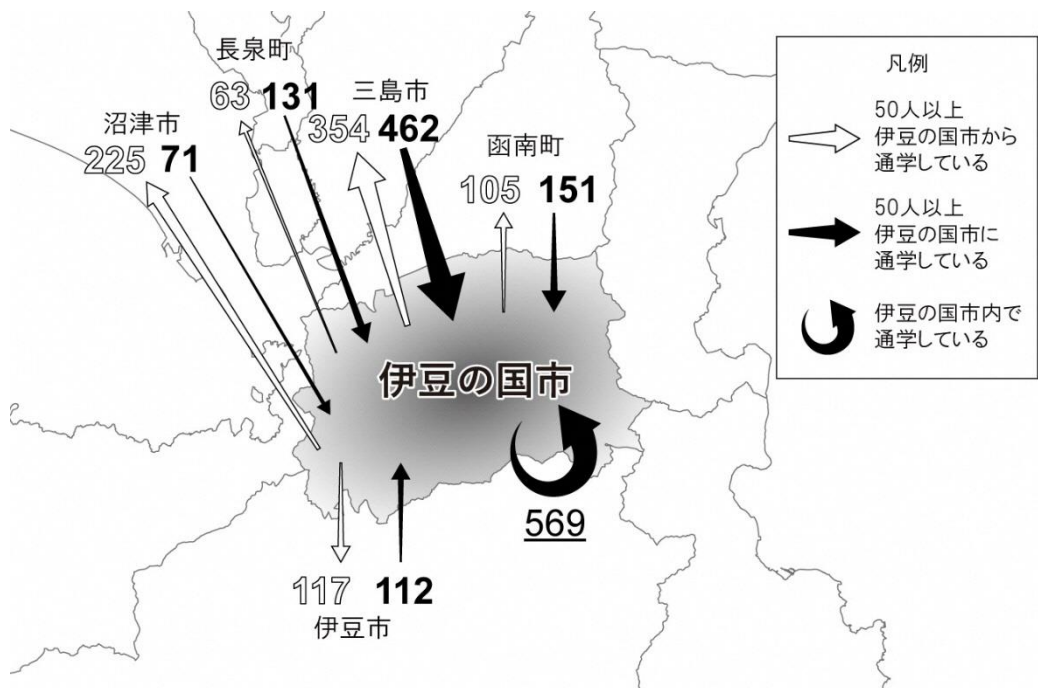 長泉町
63 131
三島市
354 462
沼津市
225 71
函南町
105 151
伊豆の国市
569
117 112
伊豆市
凡例
50人以上
伊豆の国市から
通学している
50人以上
伊豆の国市に
通学している
伊豆の国市内で
通学している